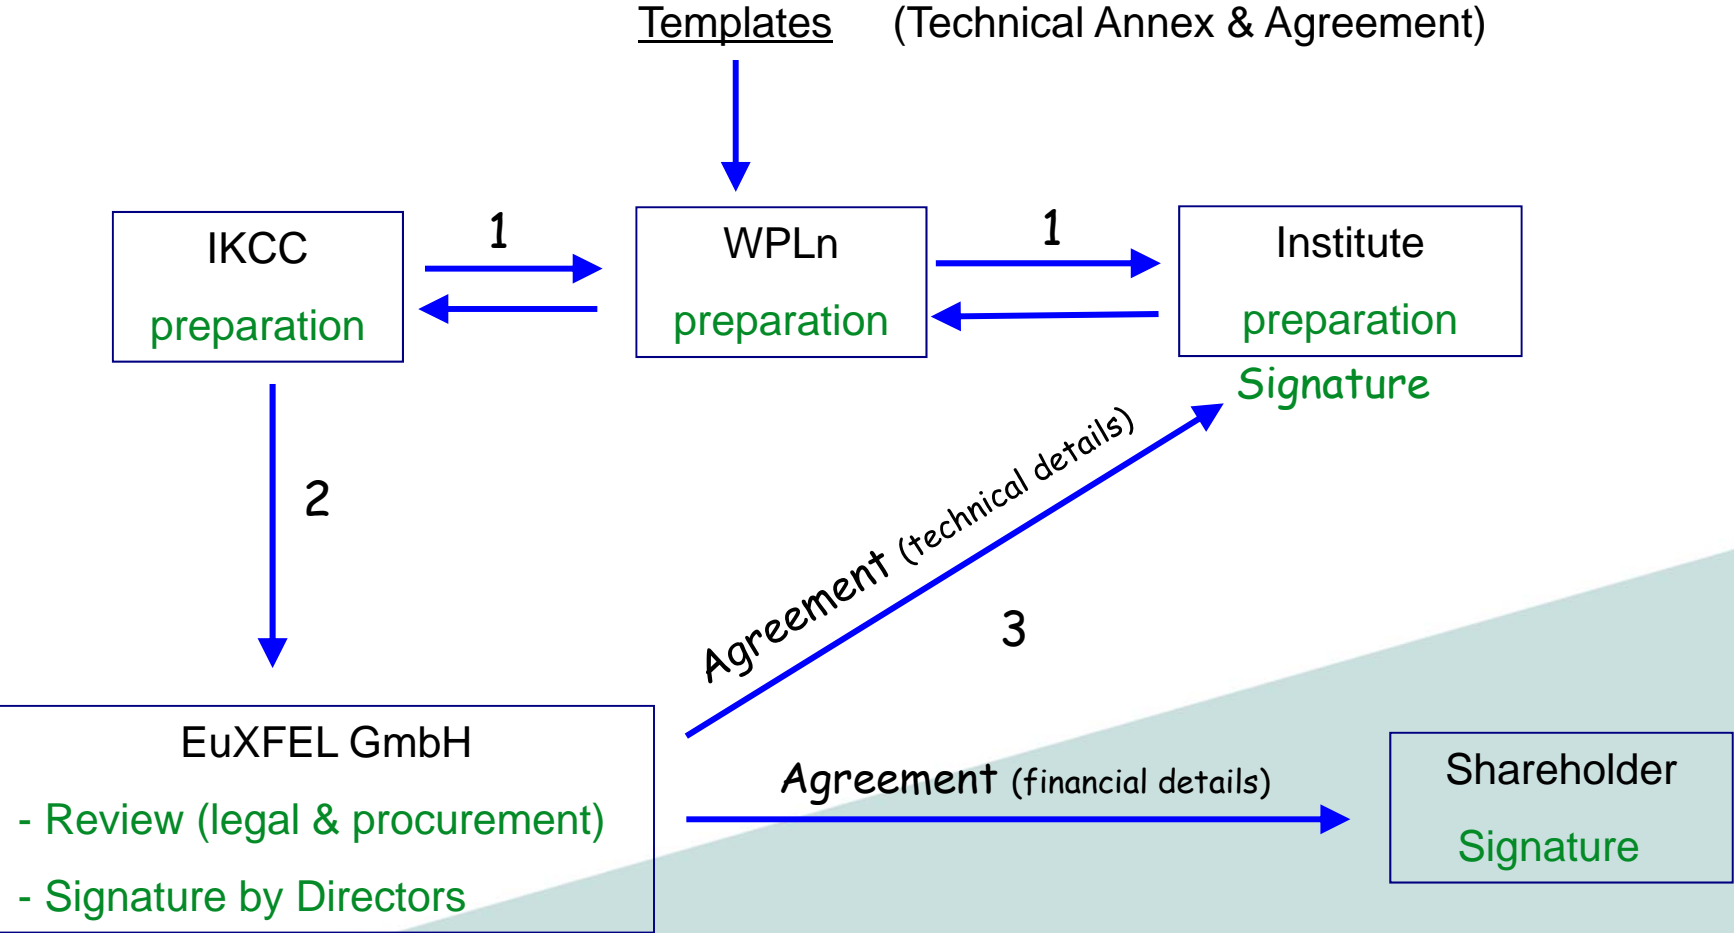 Templates (Technical Annex & Agreement)
1
1
IKCC
preparation
WPLn
preparation
Institute
preparation
Signature
2
Agreement (technical details)
3
EuXFEL GmbH
- Review (legal & procurement)
- Signature by Directors
Agreement (financial details)
Shareholder
Signature